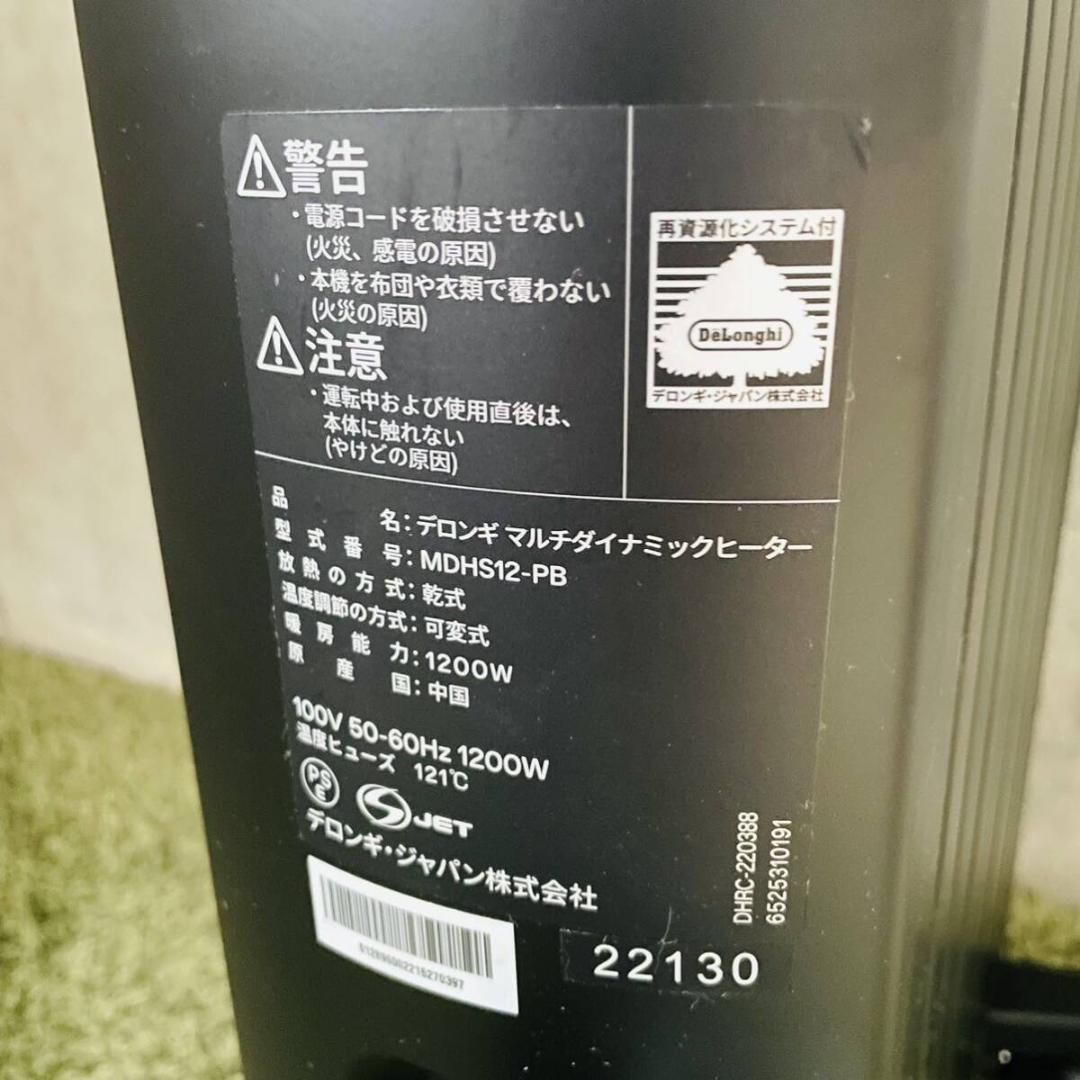 警告
・電源コードを破損させない
(火災、感電の原因)
・本機を布団や衣類で覆わない
(火災の原因)
注意
・運転中および使用直後は、
本体に触れない
(やけどの原因)
再資源化システム付
DeLonghi
デロンギ・ジャパン株式会社
品名:デロンギ マルチダイナミックヒーター
型式番号:MDHS12-PB
放熱の方式:乾式
温度調節の方式:可変式
暖房能力:1200W
原産国:中国
100V 50-60Hz 1200W
温度ヒューズ 121℃
PSE
JET
デロンギ・ジャパン株式会社
DHRC-220388
6525310191
22130